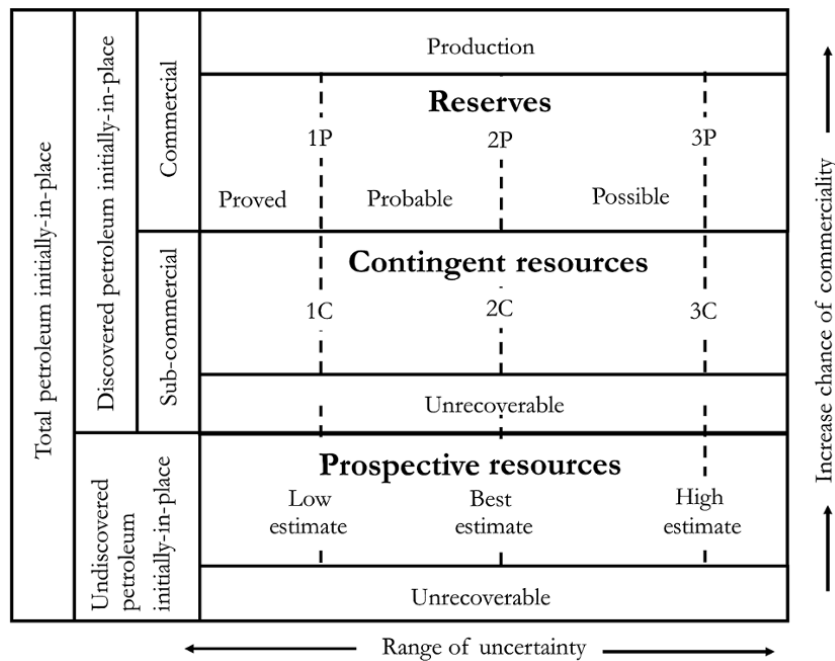 Total petroleum initially-in-place
Discovered petroleum initially-in-place
Commercial
Production
Reserves
1P 2P 3P
Proved Probable Possible
Sub-commercial
Contingent resources
1C 2C 3C
Unrecoverable
Undiscovered
petroleum
initially-in-place
Prospective resources
Low Best High
estimate estimate estimate
Unrecoverable
Range of uncertainty
Increase chance of commerciality